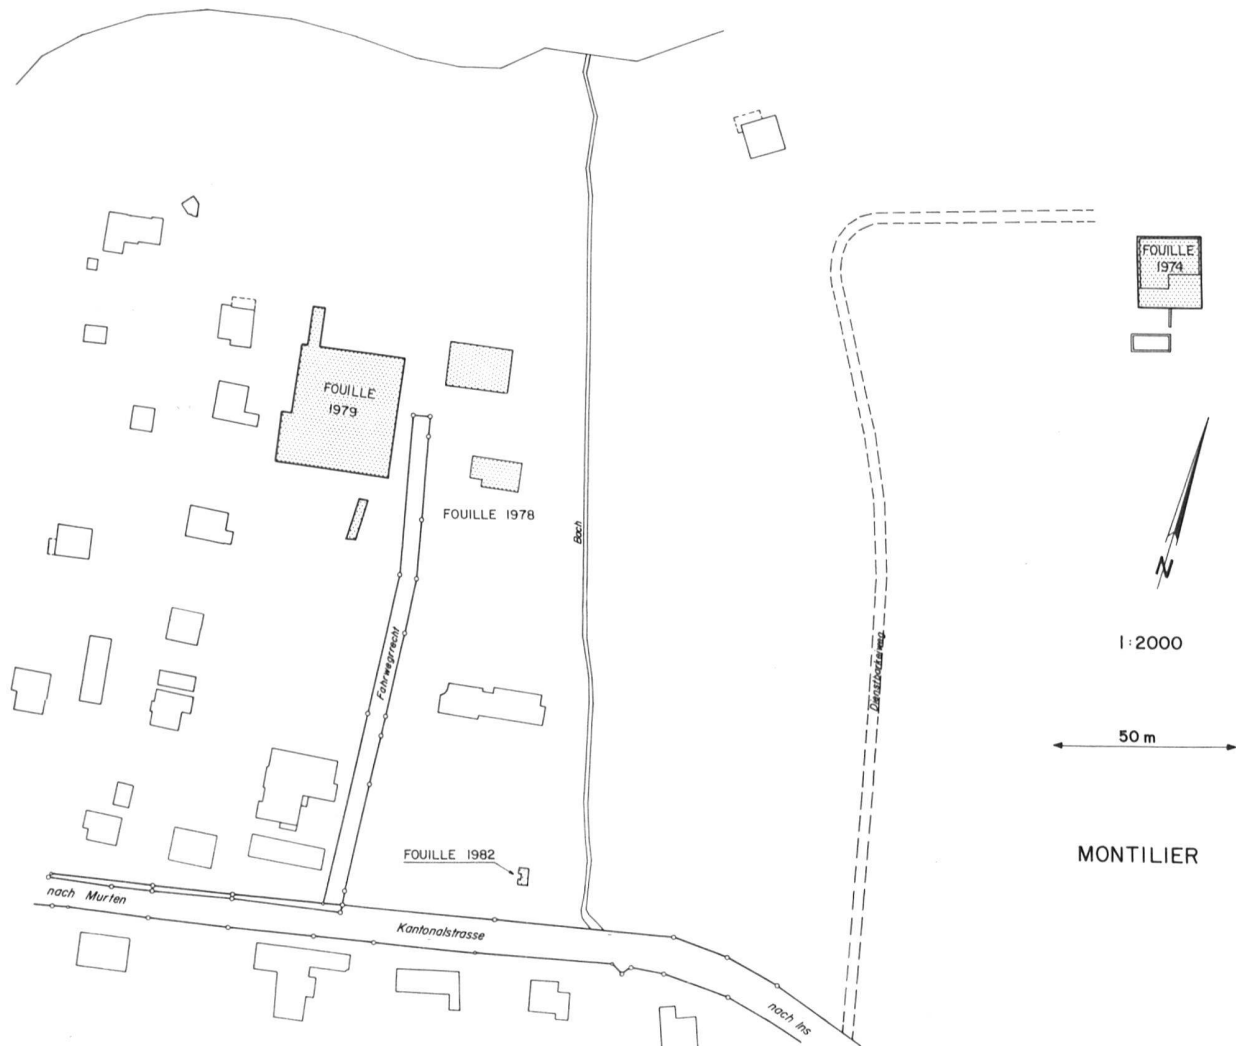 FOUILLE
1974
FOUILLE
1979
FOUILLE 1978
Bach
N
Fahrwegrecht
1:2000
50 m
FOUILLE 1982
MONTILIER
nach Murten
Kantonalstrasse
nach Ins